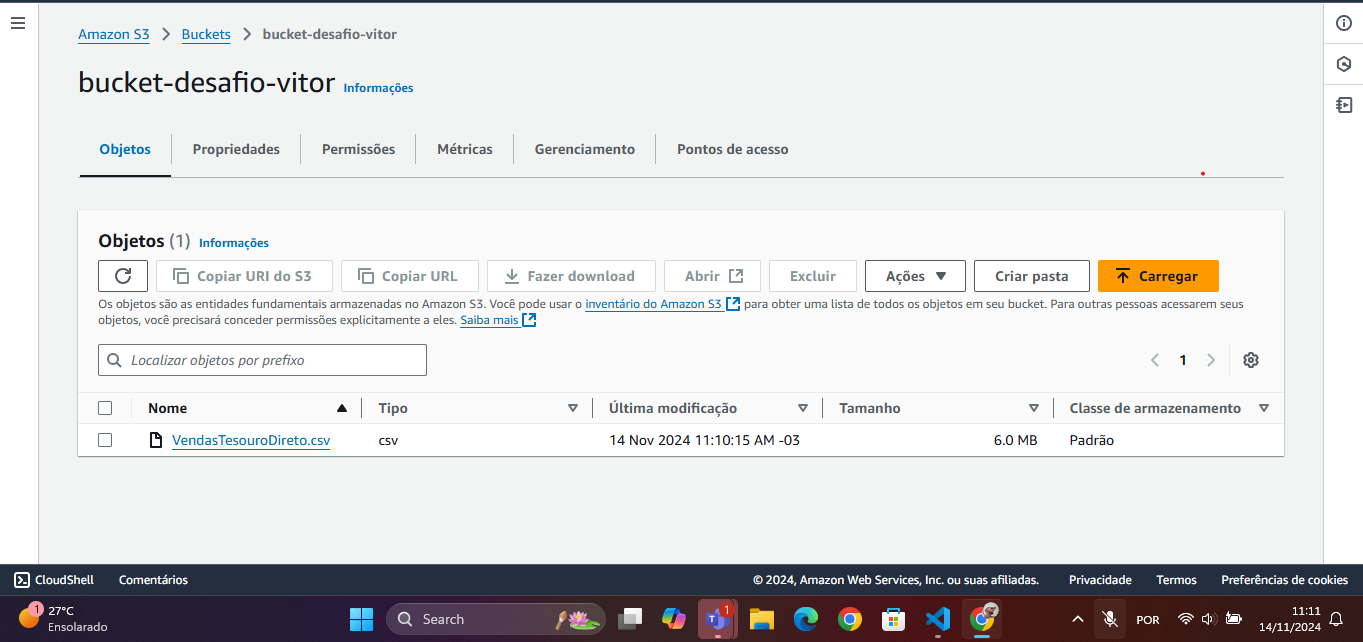 Amazon S3 > Buckets > bucket-desafio-vitor
bucket-desafio-vitor Informações
Objetos Propriedades Permissões Métricas Gerenciamento Pontos de acesso
Objetos (1) Informações
Copiar URI do S3 Copiar URL Fazer download Abrir Excluir Ações Criar pasta Carregar
Os objetos são as entidades fundamentais armazenadas no Amazon S3. Você pode usar o inventário do Amazon S3 para obter uma lista de todos os objetos em seu bucket. Para outras pessoas acessarem seus
objetos, você precisará conceder permissões explicitamente a eles. Saiba mais
Localizar objetos por prefixo
1
Nome Tipo Última modificação Tamanho Classe de armazenamento
VendasTesouroDireto.csv csv 14 Nov 2024 11:10:15 AM -03 6.0 MB Padrão
CloudShell Comentários © 2024, Amazon Web Services, Inc. ou suas afiliadas. Privacidade Termos Preferências de cookies
1 27°C
Ensolarado
Search
1
POR
11:11
14/11/2024